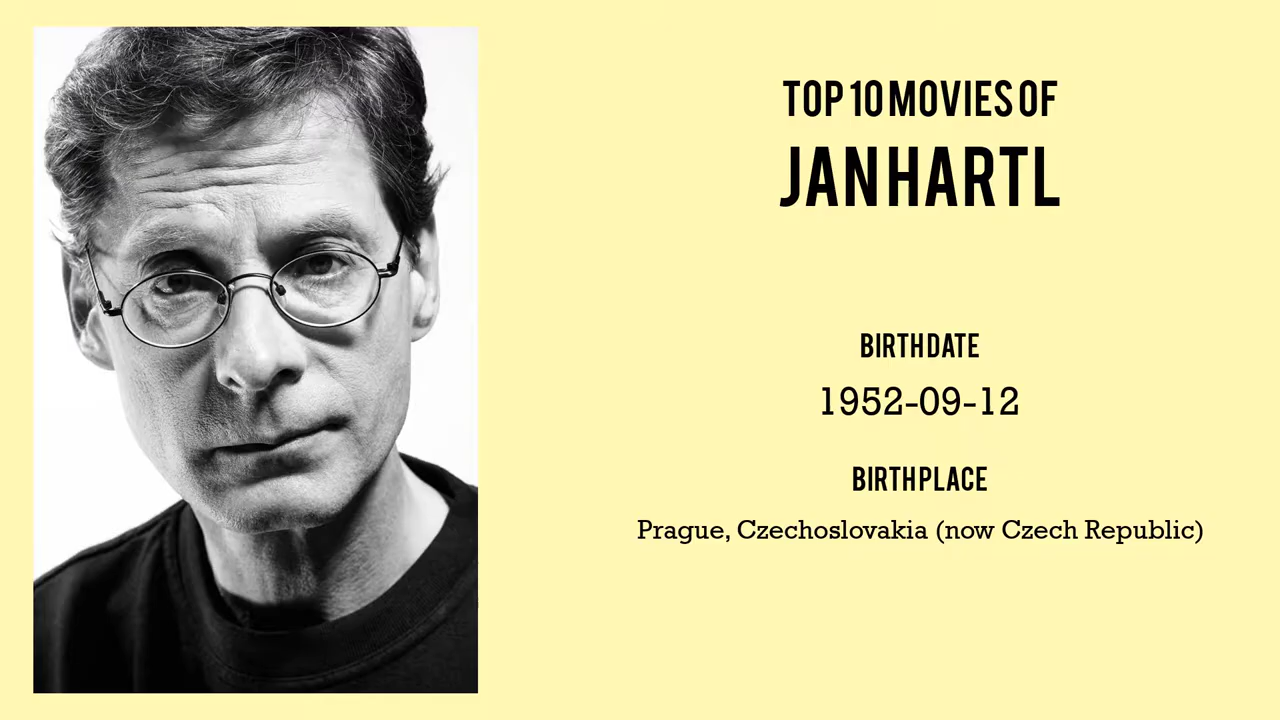 TOP 10 MOVIES OF
JAN HARTL
BIRTHDATE
1952-09-12
BIRTHPLACE
Prague, Czechoslovakia (now Czech Republic)